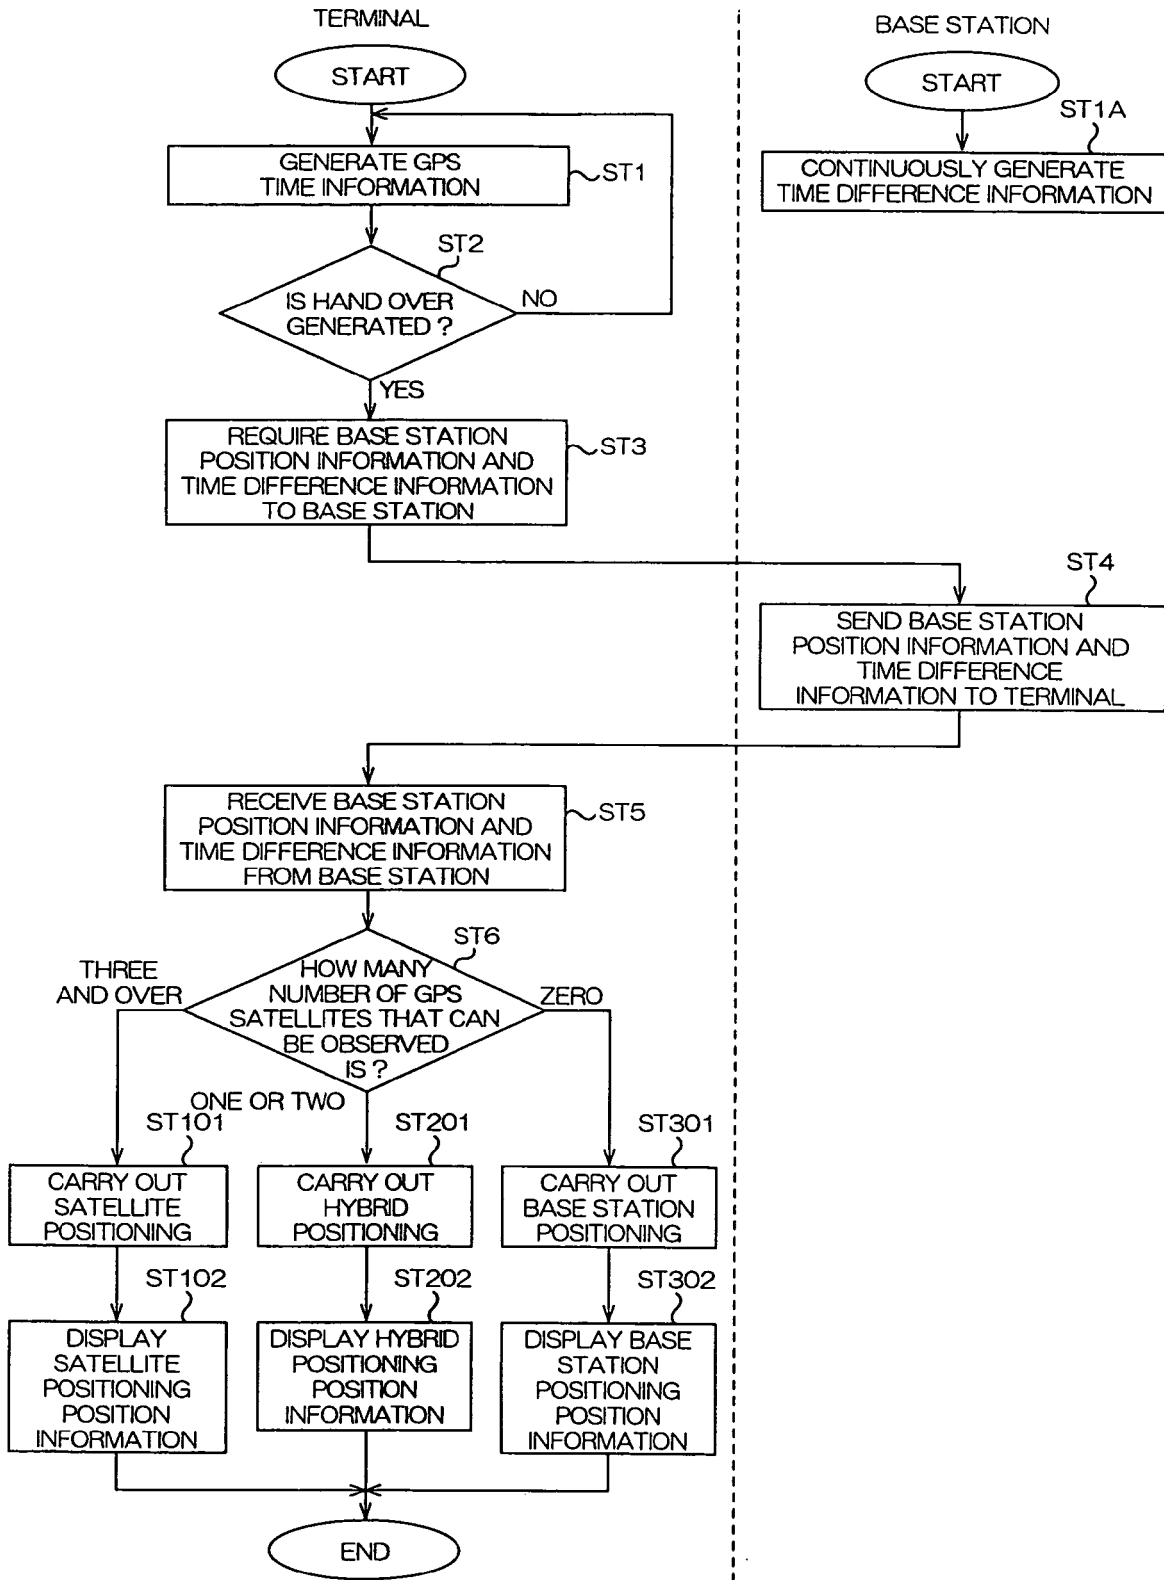 TERMINAL
BASE STATION
START
START
ST1A
GENERATE GPS
TIME INFORMATION
ST1
CONTINUOUSLY GENERATE
TIME DIFFERENCE INFORMATION
ST2
IS HAND OVER
GENERATED ?
NO
YES
REQUIRE BASE STATION
POSITION INFORMATION AND
TIME DIFFERENCE INFORMATION
TO BASE STATION
ST3
ST4
SEND BASE STATION
POSITION INFORMATION AND
TIME DIFFERENCE
INFORMATION TO TERMINAL
RECEIVE BASE STATION
POSITION INFORMATION AND
TIME DIFFERENCE INFORMATION
FROM BASE STATION
ST5
ST6
THREE
AND OVER
HOW MANY
NUMBER OF GPS
SATELLITES THAT CAN
BE OBSERVED
IS ?
ZERO
ONE OR TWO
ST101
ST201
ST301
CARRY OUT
SATELLITE
POSITIONING
CARRY OUT
HYBRID
POSITIONING
CARRY OUT
BASE STATION
POSITIONING
ST102
ST202
ST302
DISPLAY
SATELLITE
POSITIONING
POSITION
INFORMATION
DISPLAY HYBRID
POSITIONING
POSITION
INFORMATION
DISPLAY BASE
STATION
POSITIONING
POSITION
INFORMATION
END